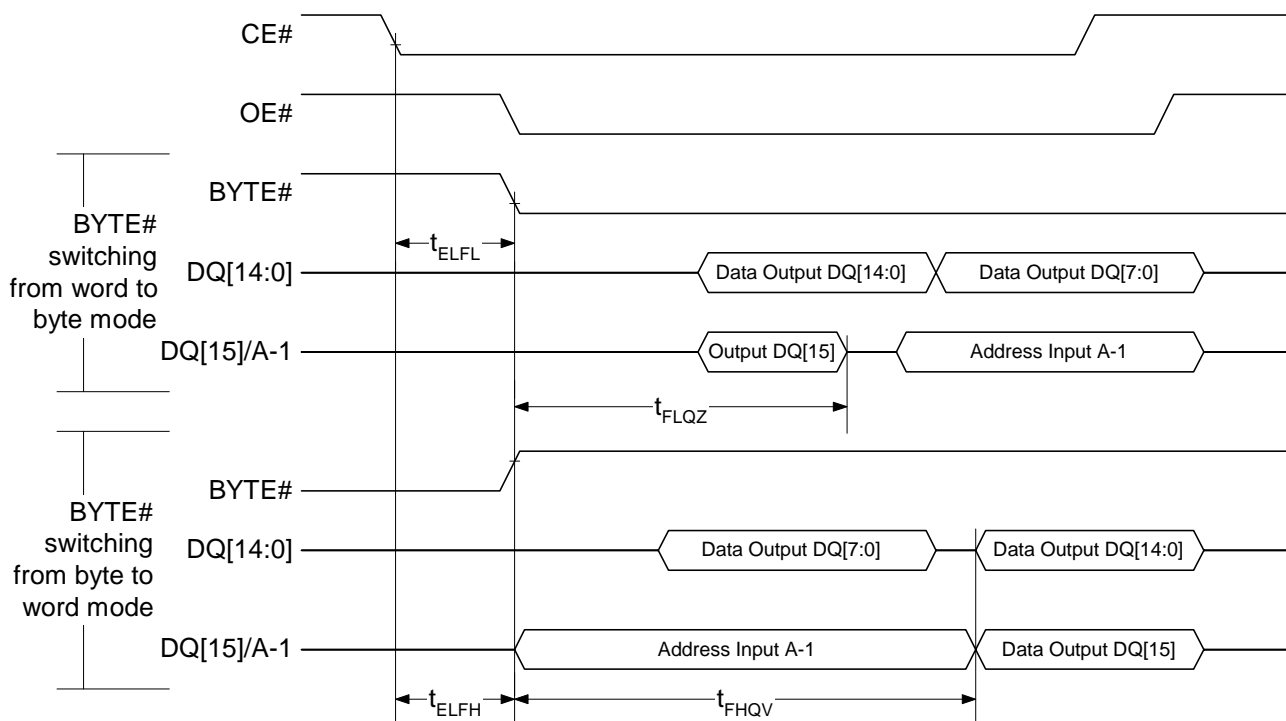 CE#
OE#
BYTE#
BYTE#
switching
from word to
byte mode
tELFL
DQ[14:0]
Data Output DQ[14:0]
Data Output DQ[7:0]
DQ[15]/A-1
Output DQ[15]
Address Input A-1
tFLQZ
BYTE#
BYTE#
switching
from byte to
word mode
DQ[14:0]
Data Output DQ[7:0]
Data Output DQ[14:0]
DQ[15]/A-1
Address Input A-1
Data Output DQ[15]
tELFH
tFHQV